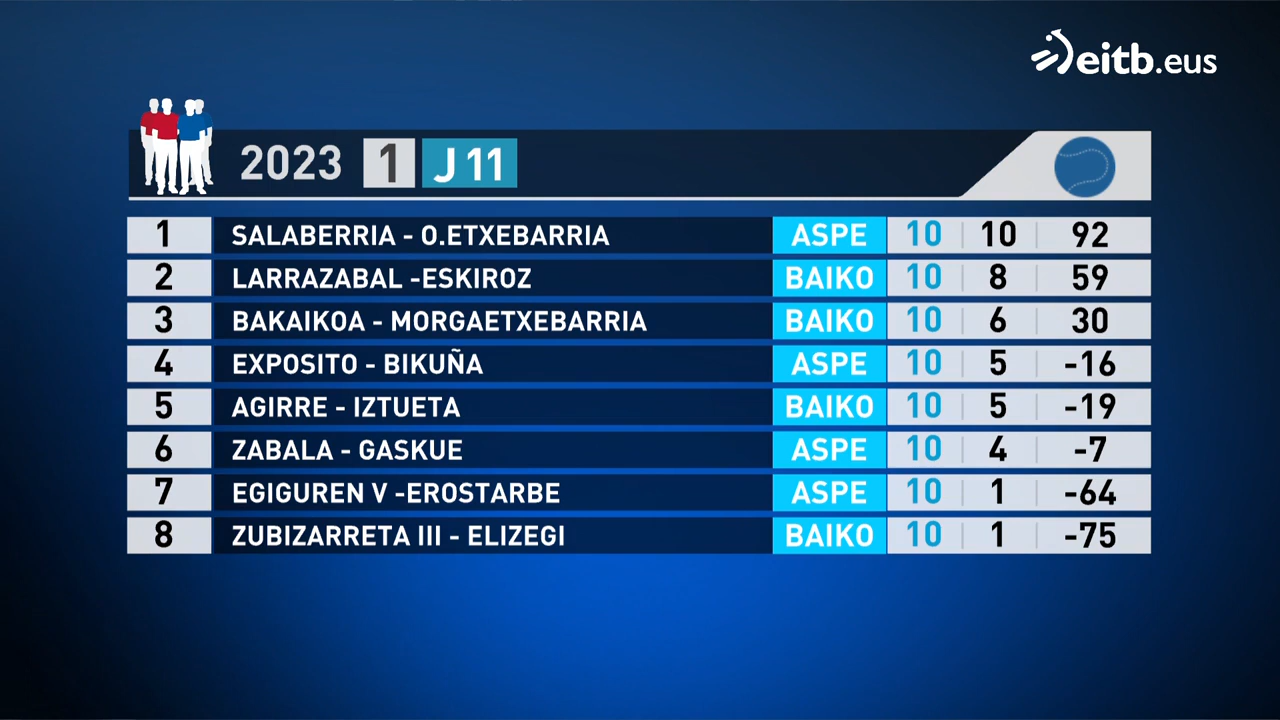 eitb.eus
2023 1 J 11
1 SALABERRIA - O.ETXEBARRIA ASPE 10 10 92
2 LARRAZABAL -ESKIROZ BAIKO 10 8 59
3 BAKAIKOA - MORGAETXEBARRIA BAIKO 10 6 30
4 EXPOSITO - BIKUÑA ASPE 10 5 -16
5 AGIRRE - IZTUETA BAIKO 10 5 -19
6 ZABALA - GASKUE ASPE 10 4 -7
7 EGIGUREN V -EROSTARBE ASPE 10 1 -64
8 ZUBIZARRETA III - ELIZEGI BAIKO 10 1 -75